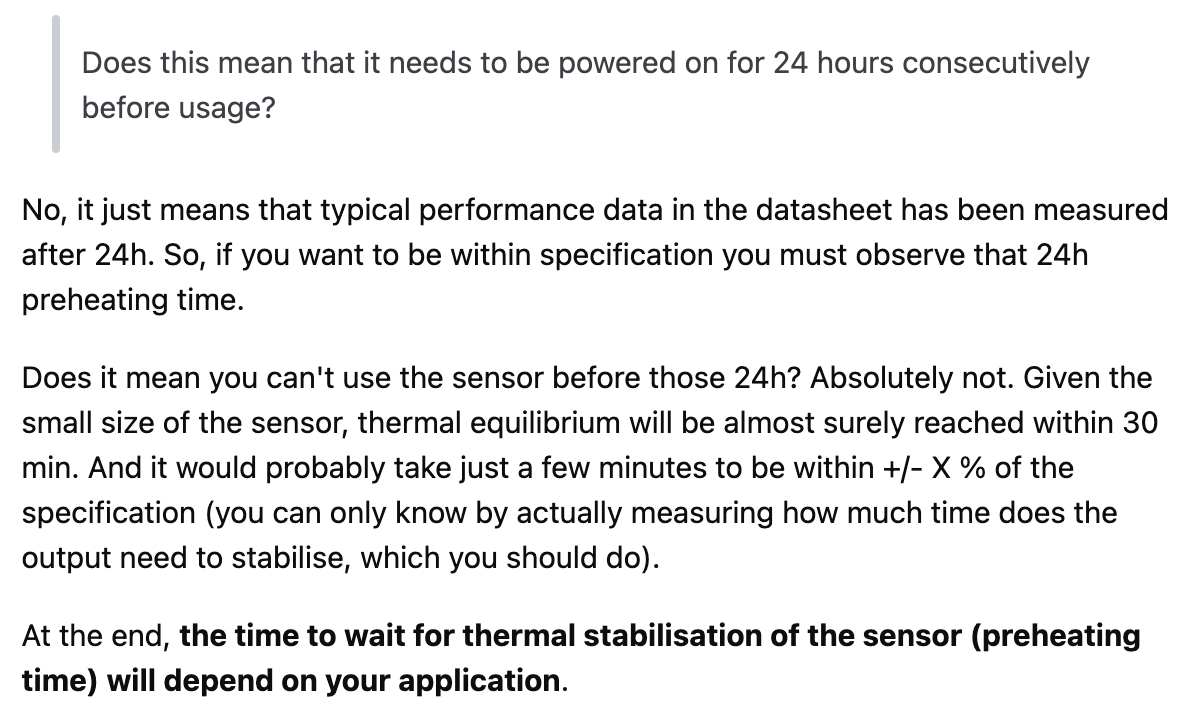 Does this mean that it needs to be powered on for 24 hours consecutively
before usage?
No, it just means that typical performance data in the datasheet has been measured
after 24h. So, if you want to be within specification you must observe that 24h
preheating time.
Does it mean you can't use the sensor before those 24h? Absolutely not. Given the
small size of the sensor, thermal equilibrium will be almost surely reached within 30
min. And it would probably take just a few minutes to be within +/- X % of the
specification (you can only know by actually measuring how much time does the
output need to stabilise, which you should do).
At the end, the time to wait for thermal stabilisation of the sensor (preheating
time) will depend on your application.